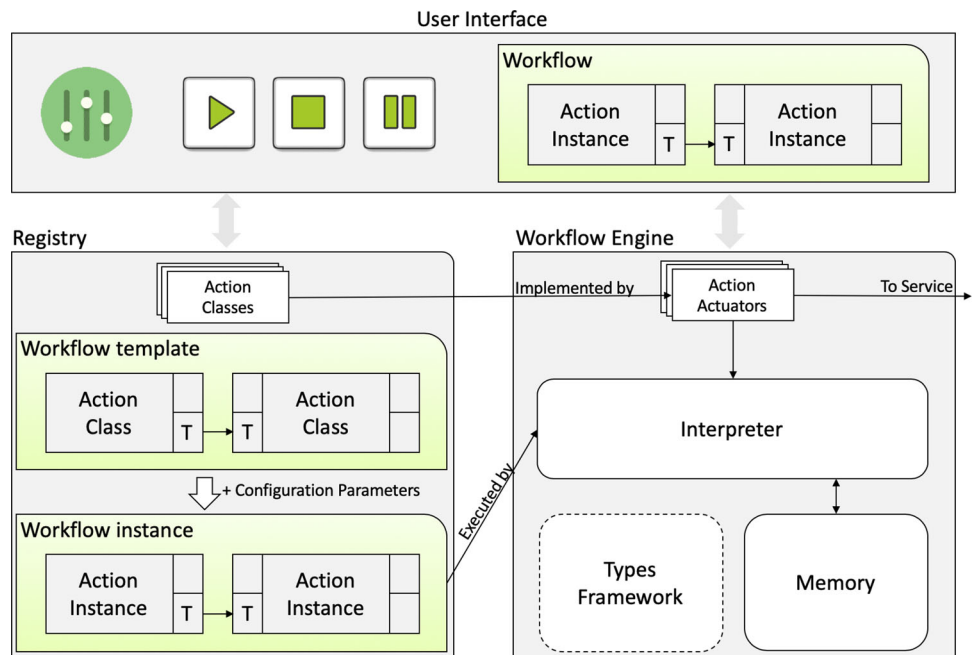 User Interface
Workflow
Action
Instance
T
T
Action
Instance
Registry
Action
Classes
Workflow template
Action
Class
T
T
Action
Class
+ Configuration Parameters
Workflow instance
Action
Instance
T
T
Action
Instance
Workflow Engine
Implemented by
Action
Actuators
To Service
Executed by
Interpreter
Types
Framework
Memory